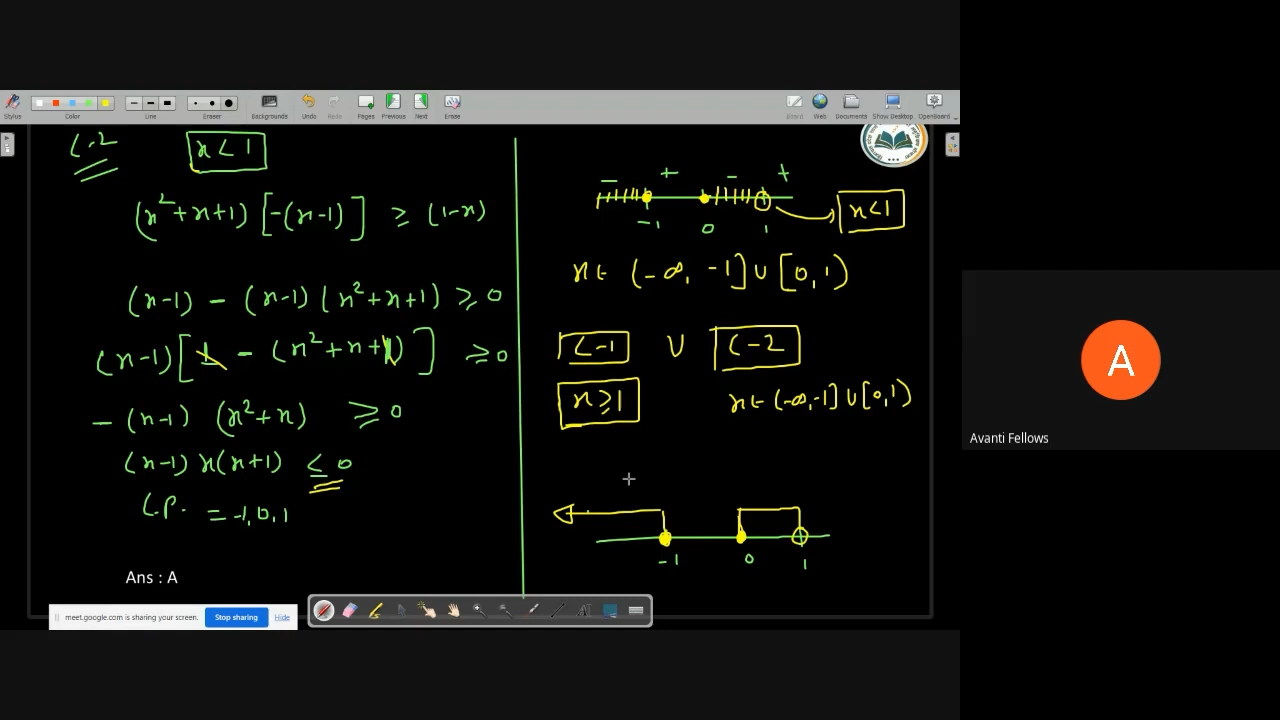 Stylus
Color
Line
Eraser
Backgrounds
Undo
Redo
Pages
Previous
Next
Erase
Board
Web
Documents
Show Desktop
OpenBoard
C-2 x < 1
(x² + x + 1) [-(x-1)] ≥ (1-x)
(x-1) - (x-1) (x² + x + 1) ≥ 0
(x-1) [1 - (x² + x + 1)] ≥ 0
- (x-1) (x² + x) ≥ 0
(x-1) x (x+1) ≤ 0
C.P. = -1, 0, 1
Ans : A
- + - +
-1 0 1
x < 1
x ∈ (-∞, -1] ∪ [0, 1)
C-1 ∪ C-2
x ≥ 1 x ∈ (-∞, -1] ∪ [0, 1)
-1 0 1
meet.google.com is sharing your screen.
Stop sharing
Hide
A
Avanti Fellows